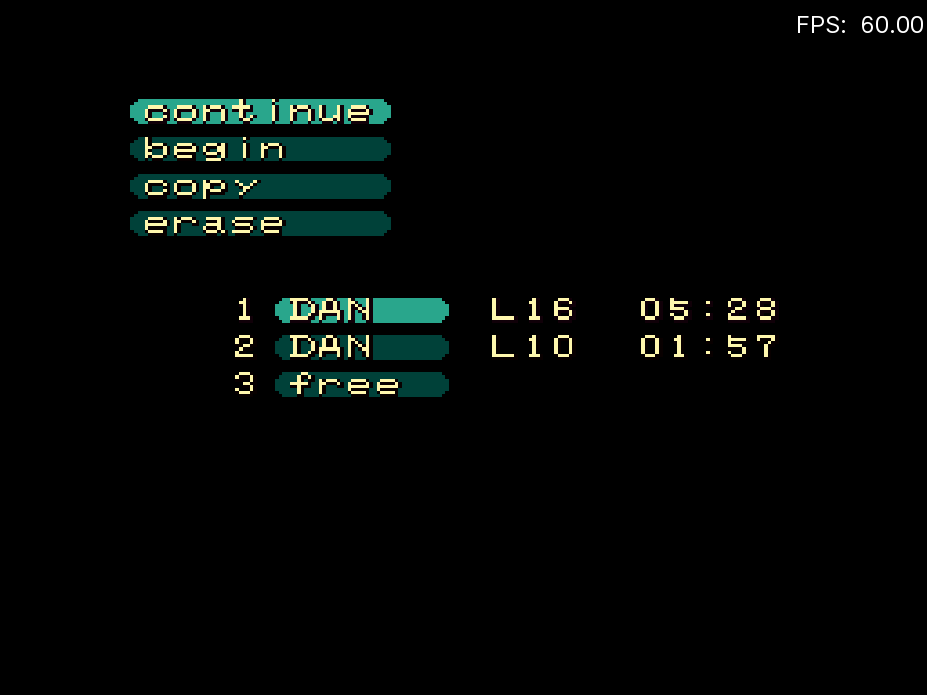 FPS: 60.00
continue
begin
copy
erase
1 DAN L16 05:28
2 DAN L10 01:57
3 free